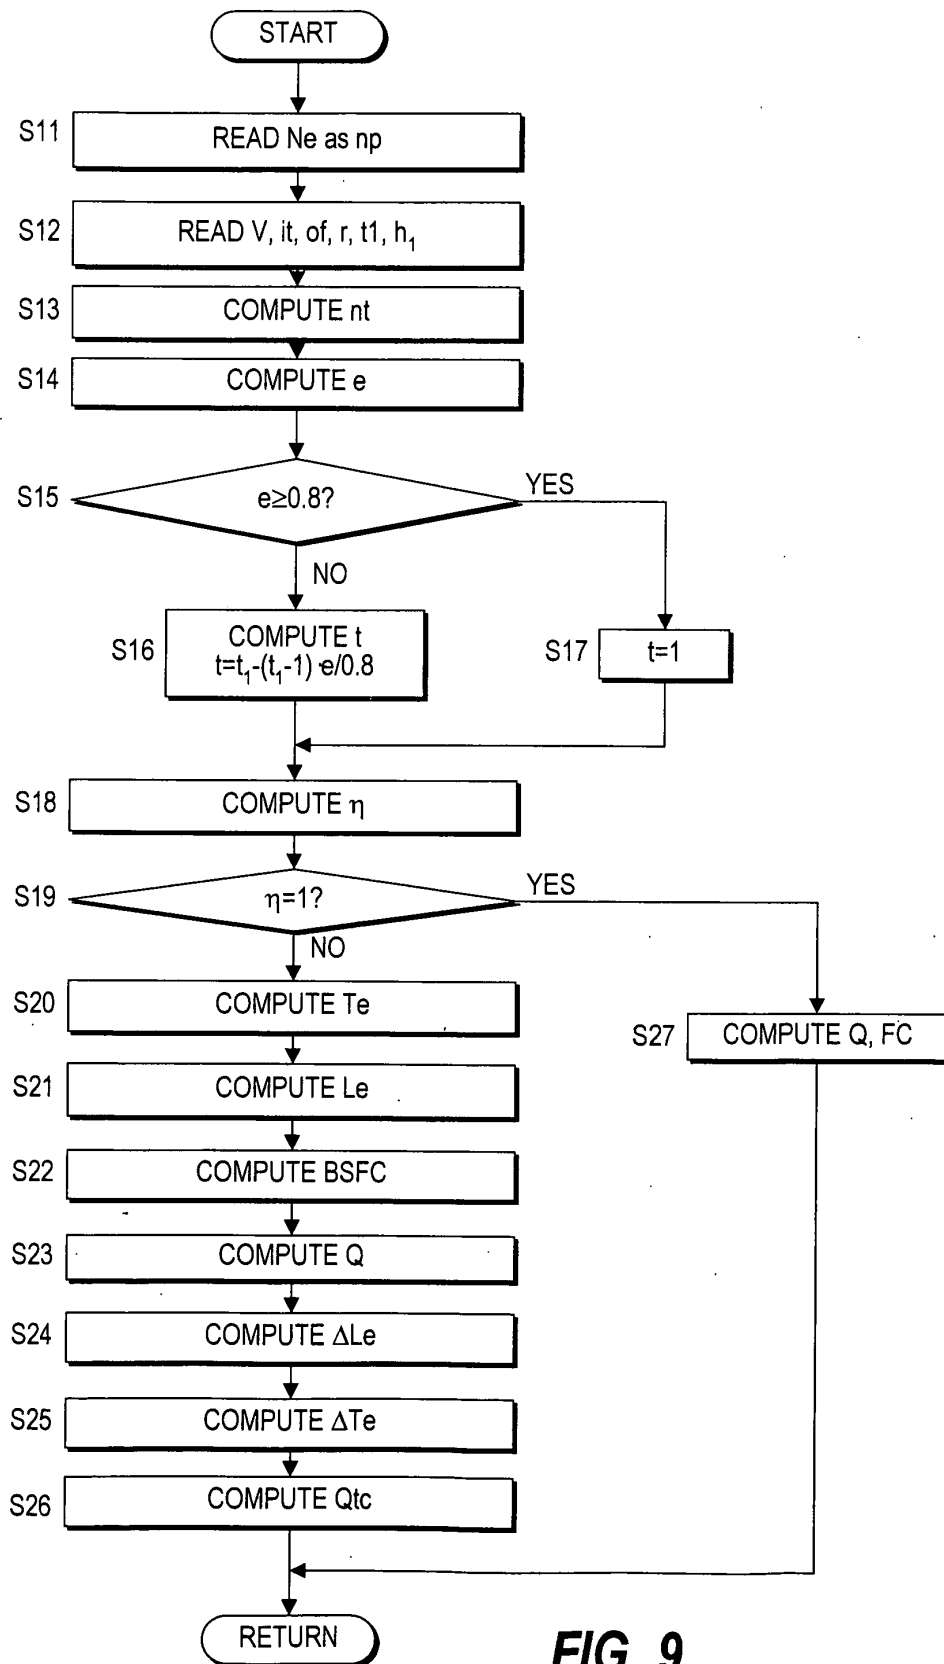 START
S11
READ Ne as np
S12
READ V, it, of, r, t1, h₁
S13
COMPUTE nt
S14
COMPUTE e
S15
e≥0.8?
YES
NO
S16
COMPUTE t
t=t₁-(t₁-1)·e/0.8
S17
t=1
S18
COMPUTE η
S19
η=1?
YES
NO
S20
COMPUTE Te
S27
COMPUTE Q, FC
S21
COMPUTE Le
S22
COMPUTE BSFC
S23
COMPUTE Q
S24
COMPUTE ΔLe
S25
COMPUTE ΔTe
S26
COMPUTE Qtc
RETURN
FIG. 9